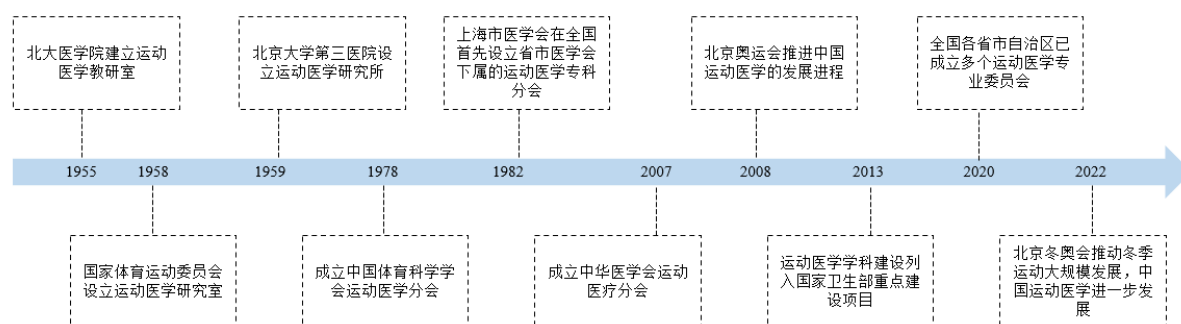 北大医学院建立运动
医学教研室
北京大学第三医院设
立运动医学研究所
上海市医学会在全国
首先设立省市医学会
下属的运动医学专科
分会
北京奥运会推进中国
运动医学的发展进程
全国各省市自治区已
成立多个运动医学专
业委员会
1955
1958
1959
1978
1982
2007
2008
2013
2020
2022
国家体育运动委员会
设立运动医学研究室
成立中国体育科学学
会运动医学分会
成立中华医学会运动
医疗分会
运动医学学科建设列
入国家卫生部重点建
设项目
北京冬奥会推动冬季
运动大规模发展，中
国运动医学进一步发
展